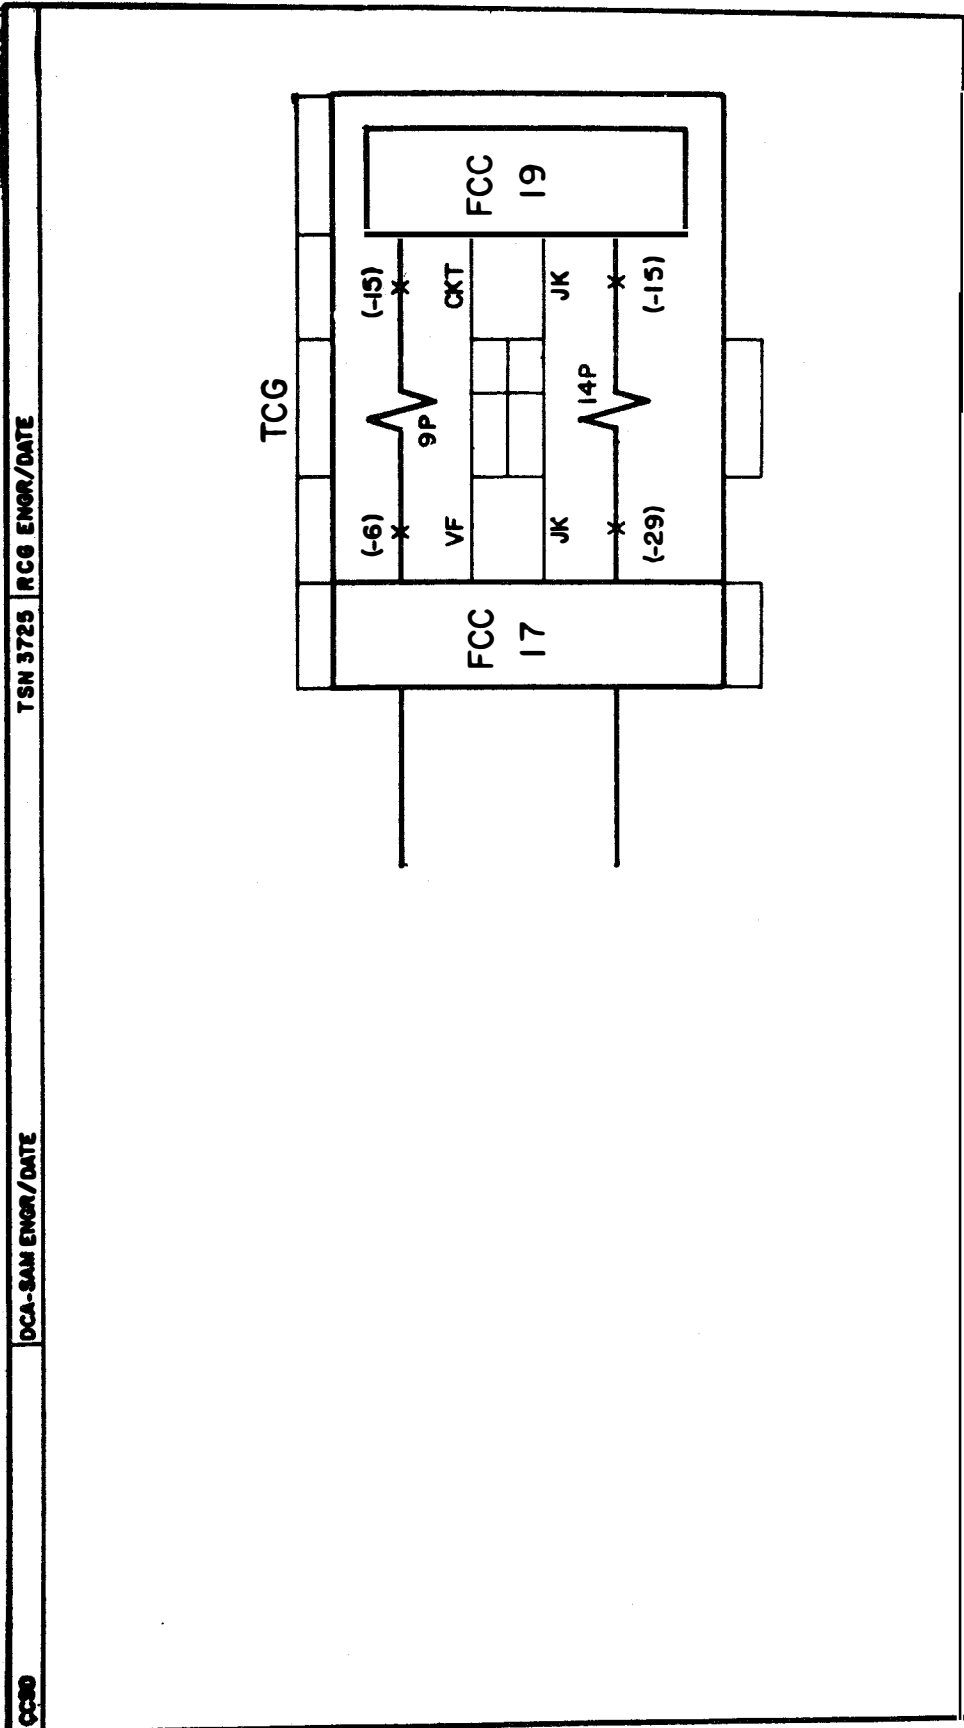 CCSO
DCA-SAM ENGR/DATE
TSN 3725
RCG ENGR/DATE
TCG
(-6)
(-15)
9P
VF
CKT
FCC
17
FCC
19
JK
JK
14P
(-29)
(-15)